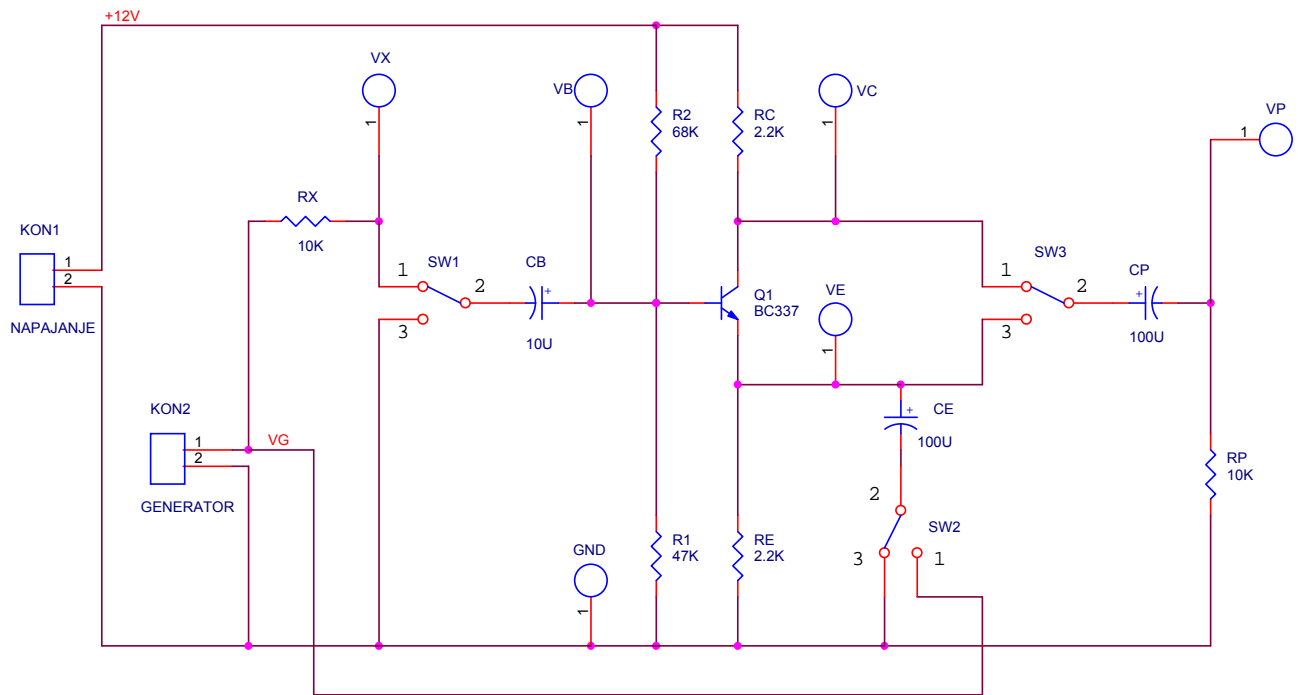 +12V
VX
VB
VC
VP
1
1
1
1
R2
68K
RC
2.2K
RX
10K
KON1
1
2
NAPAJANJE
1
SW1
2
3
CB
10U
Q1
BC337
VE
1
SW3
1
2
3
CP
100U
KON2
1
2
VG
GENERATOR
CE
100U
2
SW2
3
1
RP
10K
GND
1
R1
47K
RE
2.2K
+
+
+